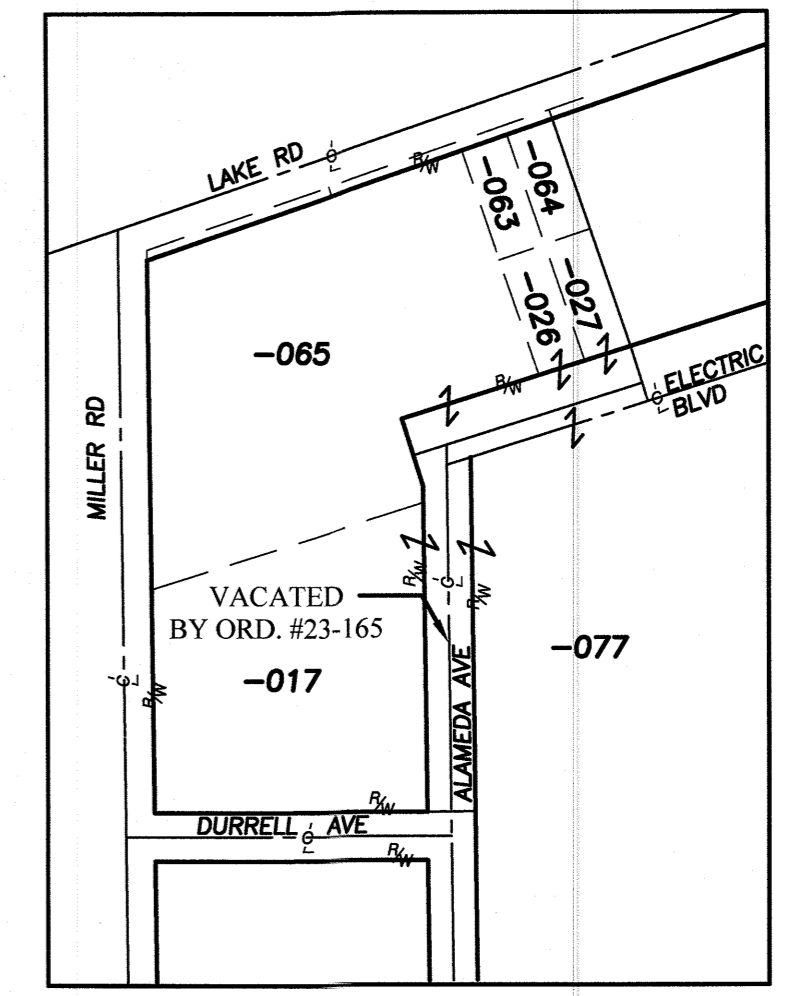 LAKE RD
R/W
-063
-064
-026
-027
-065
R/W
ELECTRIC
BLVD
MILLER RD
R/W
R/W
VACATED
BY ORD. #23-165
-077
-017
ALAMEDA AVE
R/W
R/W
DURRELL AVE
R/W